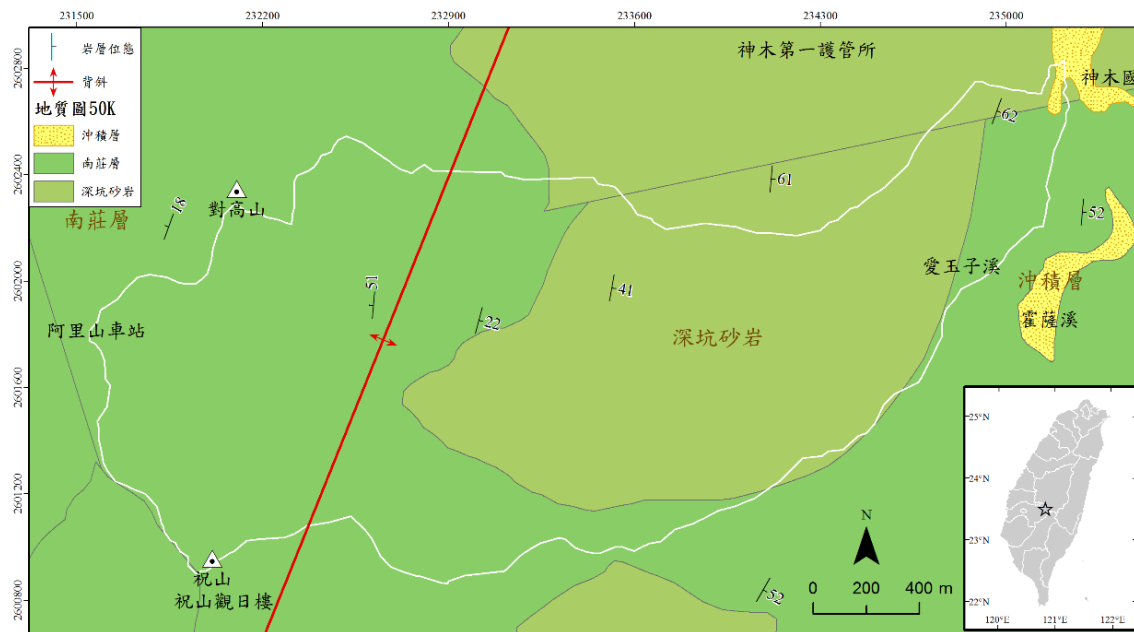 231500
232200
232900
233600
234300
235000
2602800
2602400
2602000
2601600
2601200
2600800
岩層位態
背斜
地質圖50K
沖積層
南莊層
深坑砂岩
神木第一護管所
神木國
62
61
52
18
對高山
南莊層
愛玉子溪
沖積層
霍薩溪
51
41
22
阿里山車站
深坑砂岩
祝山
祝山觀日樓
52
N
0 200 400 m
25°N
24°N
23°N
22°N
120°E
121°E
122°E